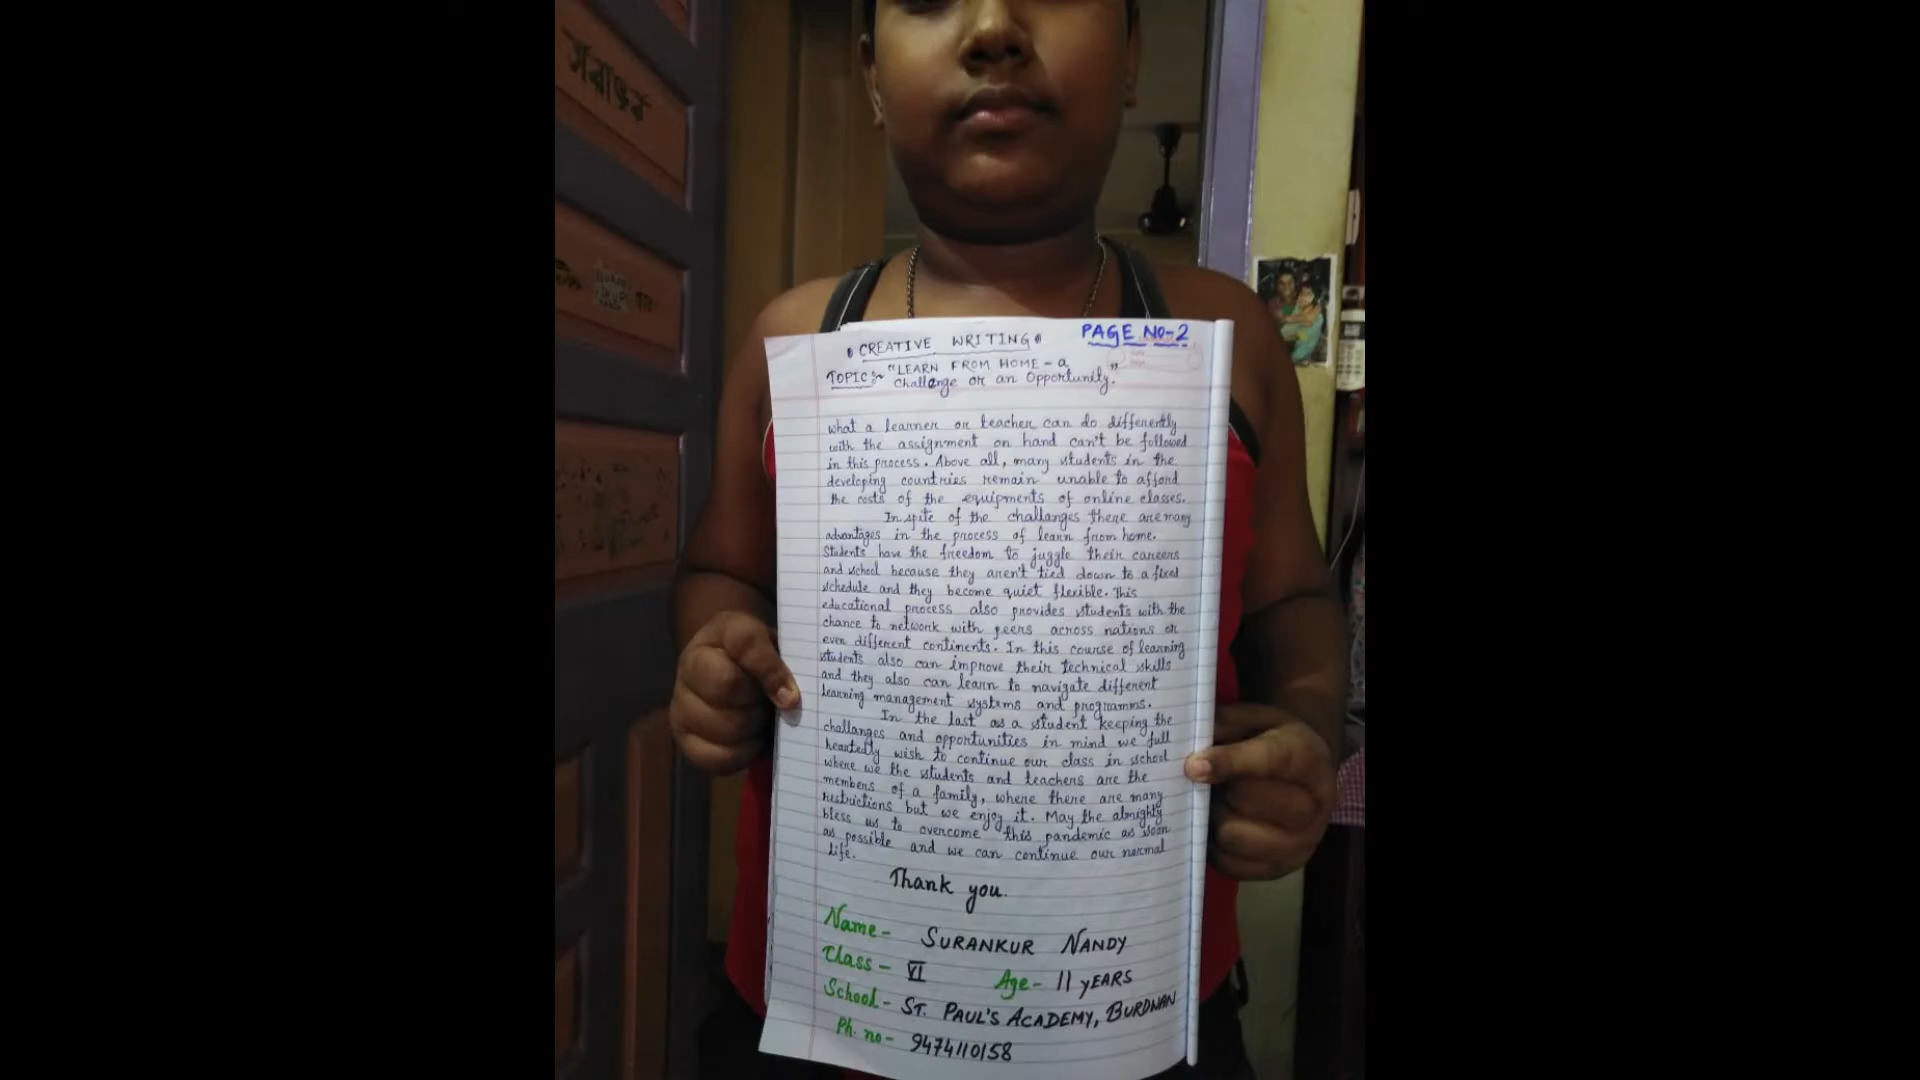 সরাঙ্কুর
CREATIVE WRITING
PAGE NO-2
TOPIC:~ "LEARN FROM HOME - a
Challenge or an Opportunity."
what a learner or teacher can do differently
with the assignment on hand can't be followed
in this process. Above all, many students in the
developing countries remain unable to afford
the costs of the equipments of online classes.
In spite of the challanges there are many
advantages in the process of learn from home.
Students have the freedom to juggle their careers
and school because they aren't tied down to a fixed
schedule and they become quiet flexible. This
educational process also provides students with the
chance to network with peers across nations or
even different continents. In this course of learning
students also can improve their technical skills
and they also can learn to navigate different
learning management systems and programms.
In the last as a student keeping the
challanges and opportunities in mind we full
heartedly wish to continue our class in school
where we the students and teachers are the
members of a family, where there are many
restrictions but we enjoy it. May the almighty
bless us to overcome this pandemic as soon
as possible and we can continue our normal
life.
Thank you.
Name- SURANKUR NANDY
Class- VI Age- 11 YEARS
School- ST. PAUL'S ACADEMY, BURDWAN
Ph. no- 9474110158